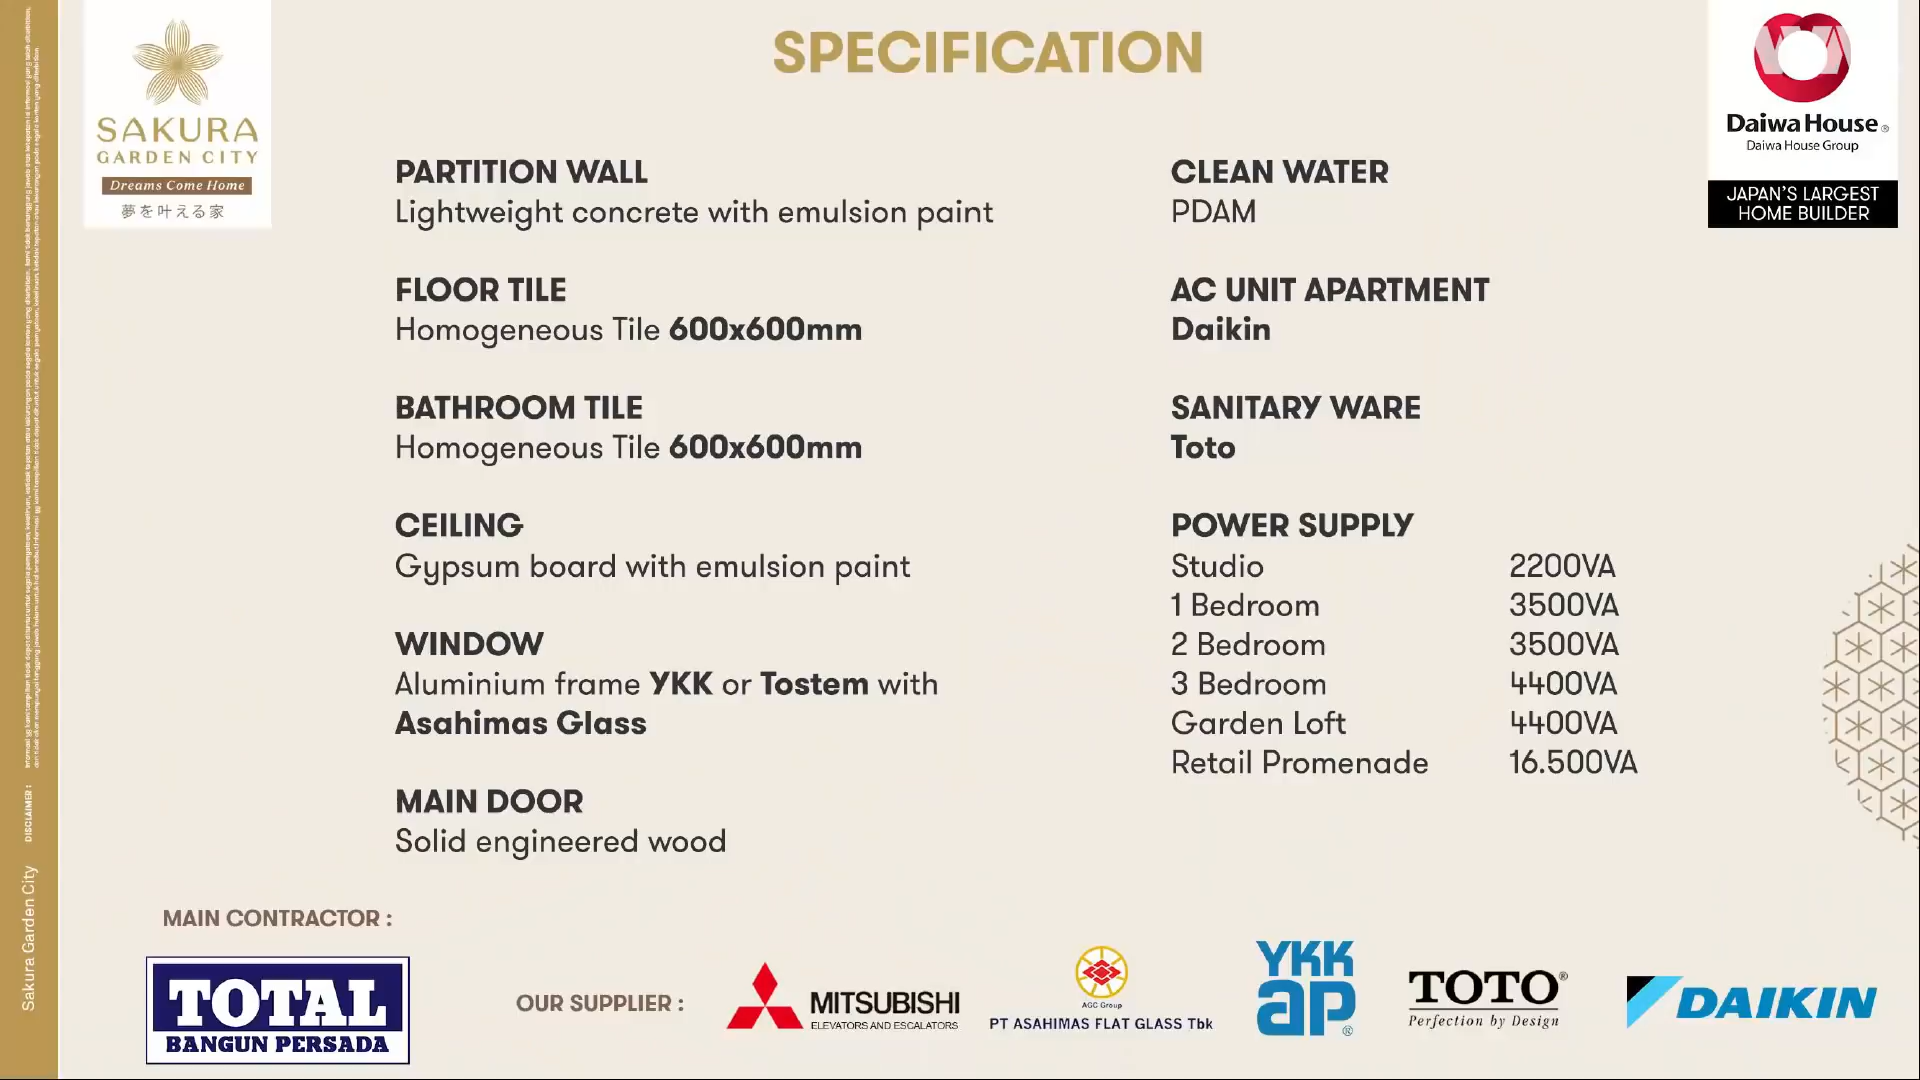 SPECIFICATION
SAKURA
GARDEN CITY
Dreams Come Home
夢を叶える家
Daiwa House®
Daiwa House Group
JAPAN'S LARGEST
HOME BUILDER
PARTITION WALL
Lightweight concrete with emulsion paint
FLOOR TILE
Homogeneous Tile 600x600mm
BATHROOM TILE
Homogeneous Tile 600x600mm
CEILING
Gypsum board with emulsion paint
WINDOW
Aluminium frame YKK or Tostem with
Asahimas Glass
MAIN DOOR
Solid engineered wood
CLEAN WATER
PDAM
AC UNIT APARTMENT
Daikin
SANITARY WARE
Toto
POWER SUPPLY
Studio 2200VA
1 Bedroom 3500VA
2 Bedroom 3500VA
3 Bedroom 4400VA
Garden Loft 4400VA
Retail Promenade 16.500VA
MAIN CONTRACTOR :
TOTAL
BANGUN PERSADA
OUR SUPPLIER :
MITSUBISHI
ELEVATORS AND ESCALATORS
AGC Group
PT ASAHIMAS FLAT GLASS Tbk
YKK
ap®
TOTO®
Perfection by Design
DAIKIN
Sakura Garden City
DISCLAIMER :